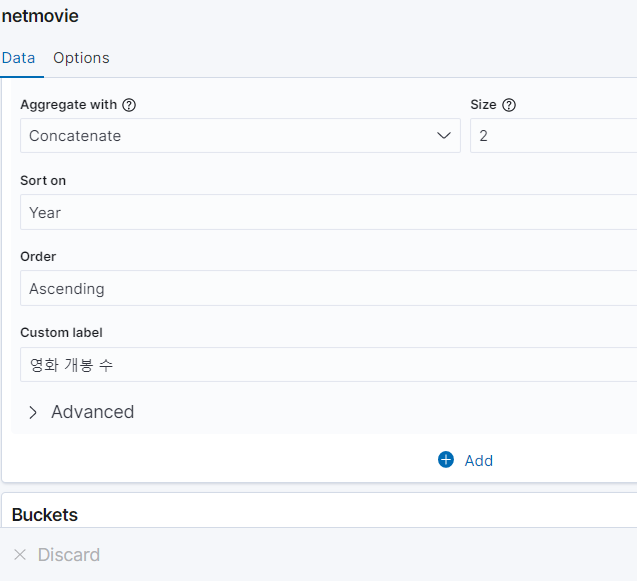 netmovie
Data Options
Aggregate with Size
Concatenate 2
Sort on
Year
Order
Ascending
Custom label
영화 개봉 수
Advanced
Add
Buckets
Discard